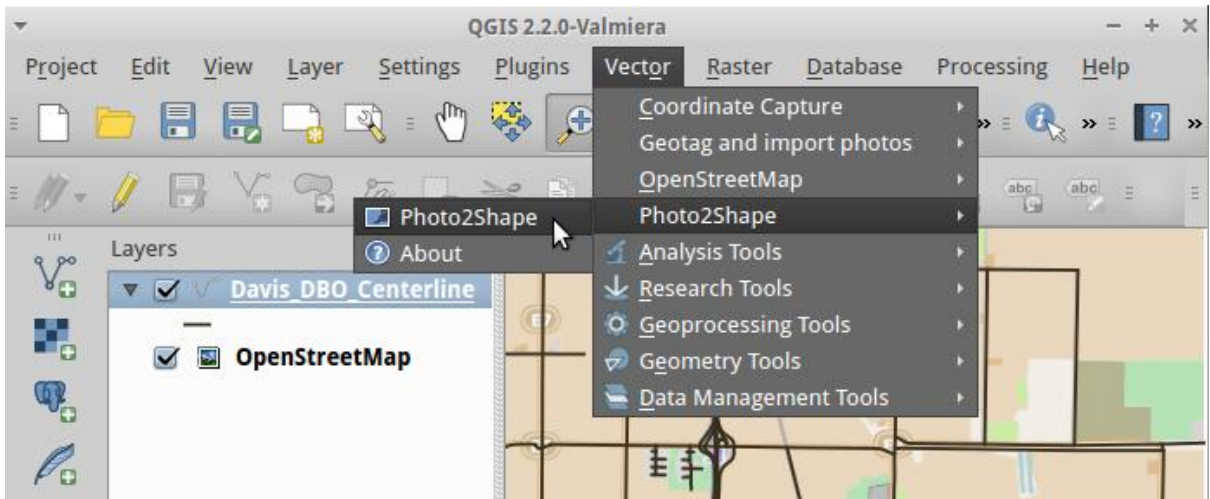 QGIS 2.2.0-Valmiera
Project Edit View Layer Settings Plugins Vector Raster Database Processing Help
Coordinate Capture
Geotag and import photos
OpenStreetMap
Photo2Shape
Analysis Tools
Research Tools
Geoprocessing Tools
Geometry Tools
Data Management Tools
Photo2Shape
About
abc abc
Layers
Davis_DBO_Centerline
OpenStreetMap